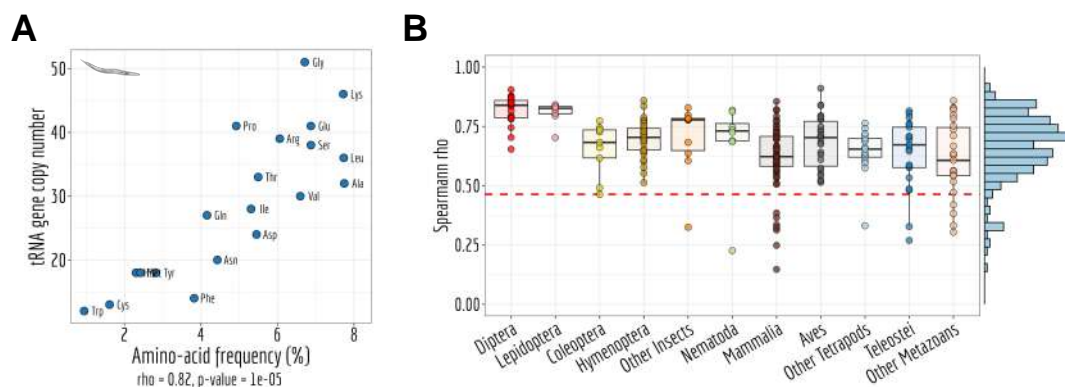 A
tRNA gene copy number
50
40
30
20
Gly
Lys
Pro
Glu
Arg
Ser
Leu
Thr
Ala
Val
Gln
Ile
Asp
Asn
Tyr
Phe
Cys
Trp
2
4
6
8
Amino-acid frequency (%)
rho = 0.82, p-value = 1e-05
B
Spearmann rho
1.00
0.75
0.50
0.25
0.00
Diptera
Lepidoptera
Coleoptera
Hymenoptera
Other Insects
Nematoda
Mammalia
Aves
Other Tetrapods
Teleostei
Other Metazoans